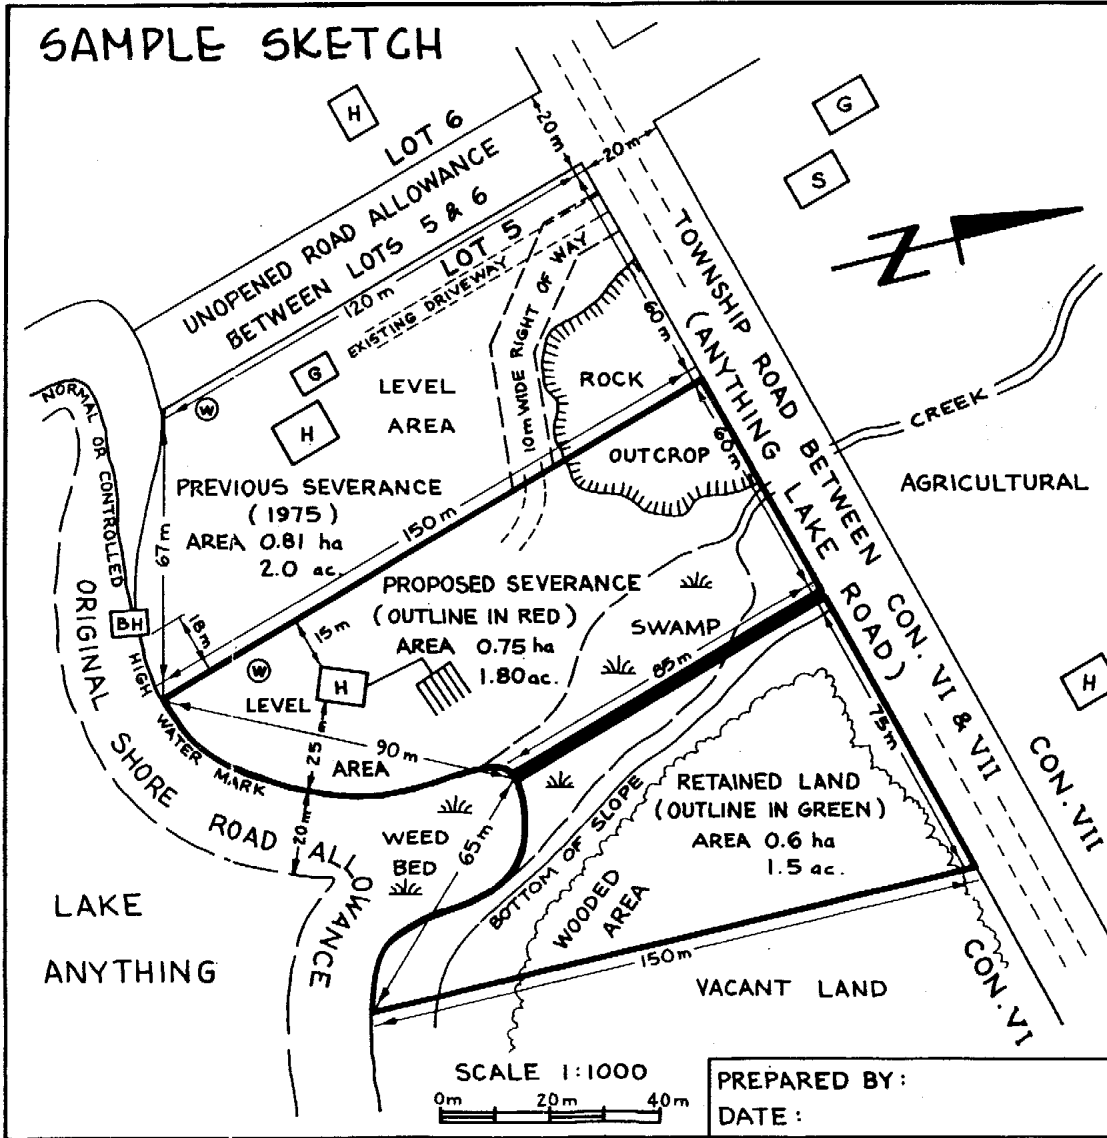 SAMPLE SKETCH
H
LOT 6
20m
20m
G
S
UNOPENED ROAD ALLOWANCE
BETWEEN LOTS 5 & 6
LOT 5
120 m
EXISTING DRIVEWAY
10m WIDE RIGHT OF WAY
N
TOWNSHIP ROAD BETWEEN CON. VI & VII
(ANYTHING LAKE ROAD)
60m
60m
G
W
H
LEVEL
AREA
ROCK
OUTCROP
CREEK
AGRICULTURAL
NORMAL OR CONTROLLED
HIGH WATER MARK
PREVIOUS SEVERANCE
(1975)
AREA 0.81 ha
2.0 ac.
67m
150m
PROPOSED SEVERANCE
(OUTLINE IN RED)
AREA 0.75 ha
1.80ac.
SWAMP
85m
BH
18m
15m
W
H
LEVEL
AREA
25 m
90m
20m
ORIGINAL
SHORE ROAD ALLOWANCE
WEED
BED
65m
BOTTOM OF SLOPE
WOODED
AREA
RETAINED LAND
(OUTLINE IN GREEN)
AREA 0.6 ha
1.5 ac.
75m
H
CON. VII
CON. VI
150m
VACANT LAND
LAKE
ANYTHING
SCALE 1:1000
0m 20m 40m
PREPARED BY:
DATE: